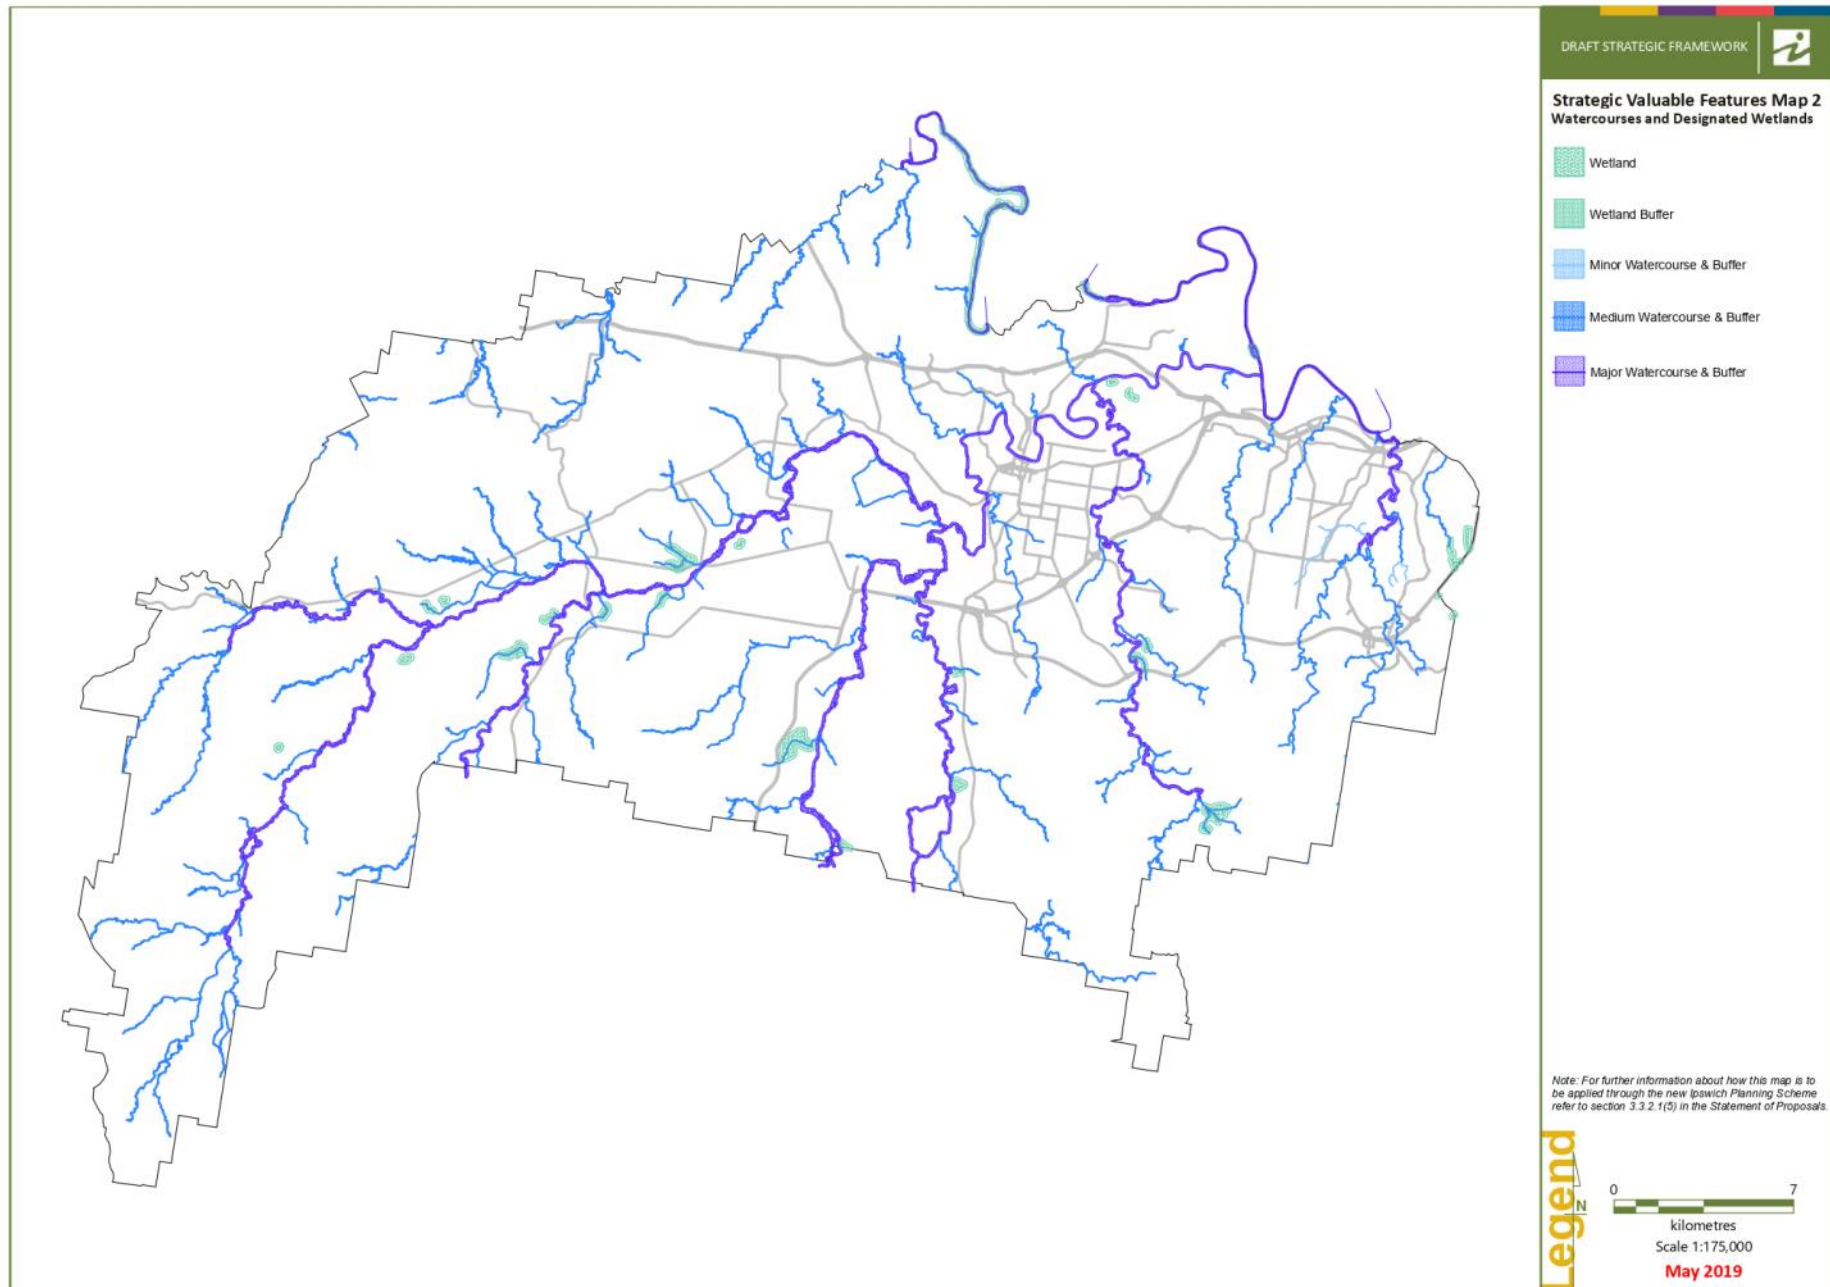 DRAFT STRATEGIC FRAMEWORK
Strategic Valuable Features Map 2
Watercourses and Designated Wetlands
Wetland
Wetland Buffer
Minor Watercourse & Buffer
Medium Watercourse & Buffer
Major Watercourse & Buffer
Note: For further information about how this map is to
be applied through the new Ipswich Planning Scheme
refer to section 3.3.2.1(5) in the Statement of Proposals.
Legend
N
0 7
kilometres
Scale 1:175,000
May 2019